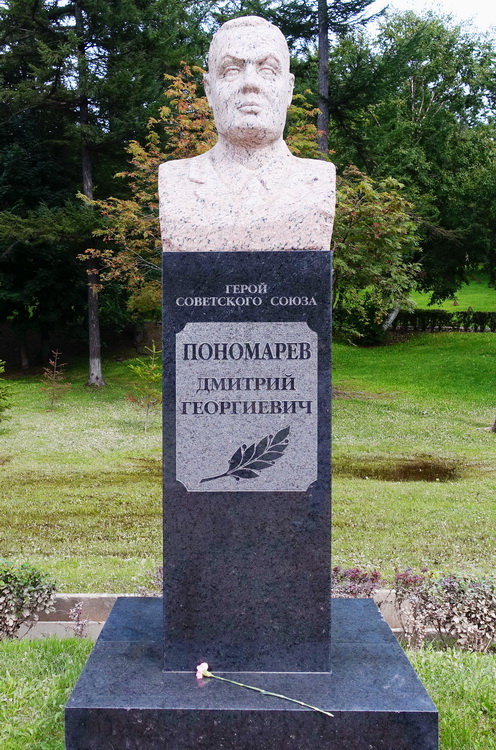 ГЕРОЙ
СОВЕТСКОГО СОЮЗА
ПОНОМАРЕВ
ДМИТРИЙ
ГЕОРГИЕВИЧ